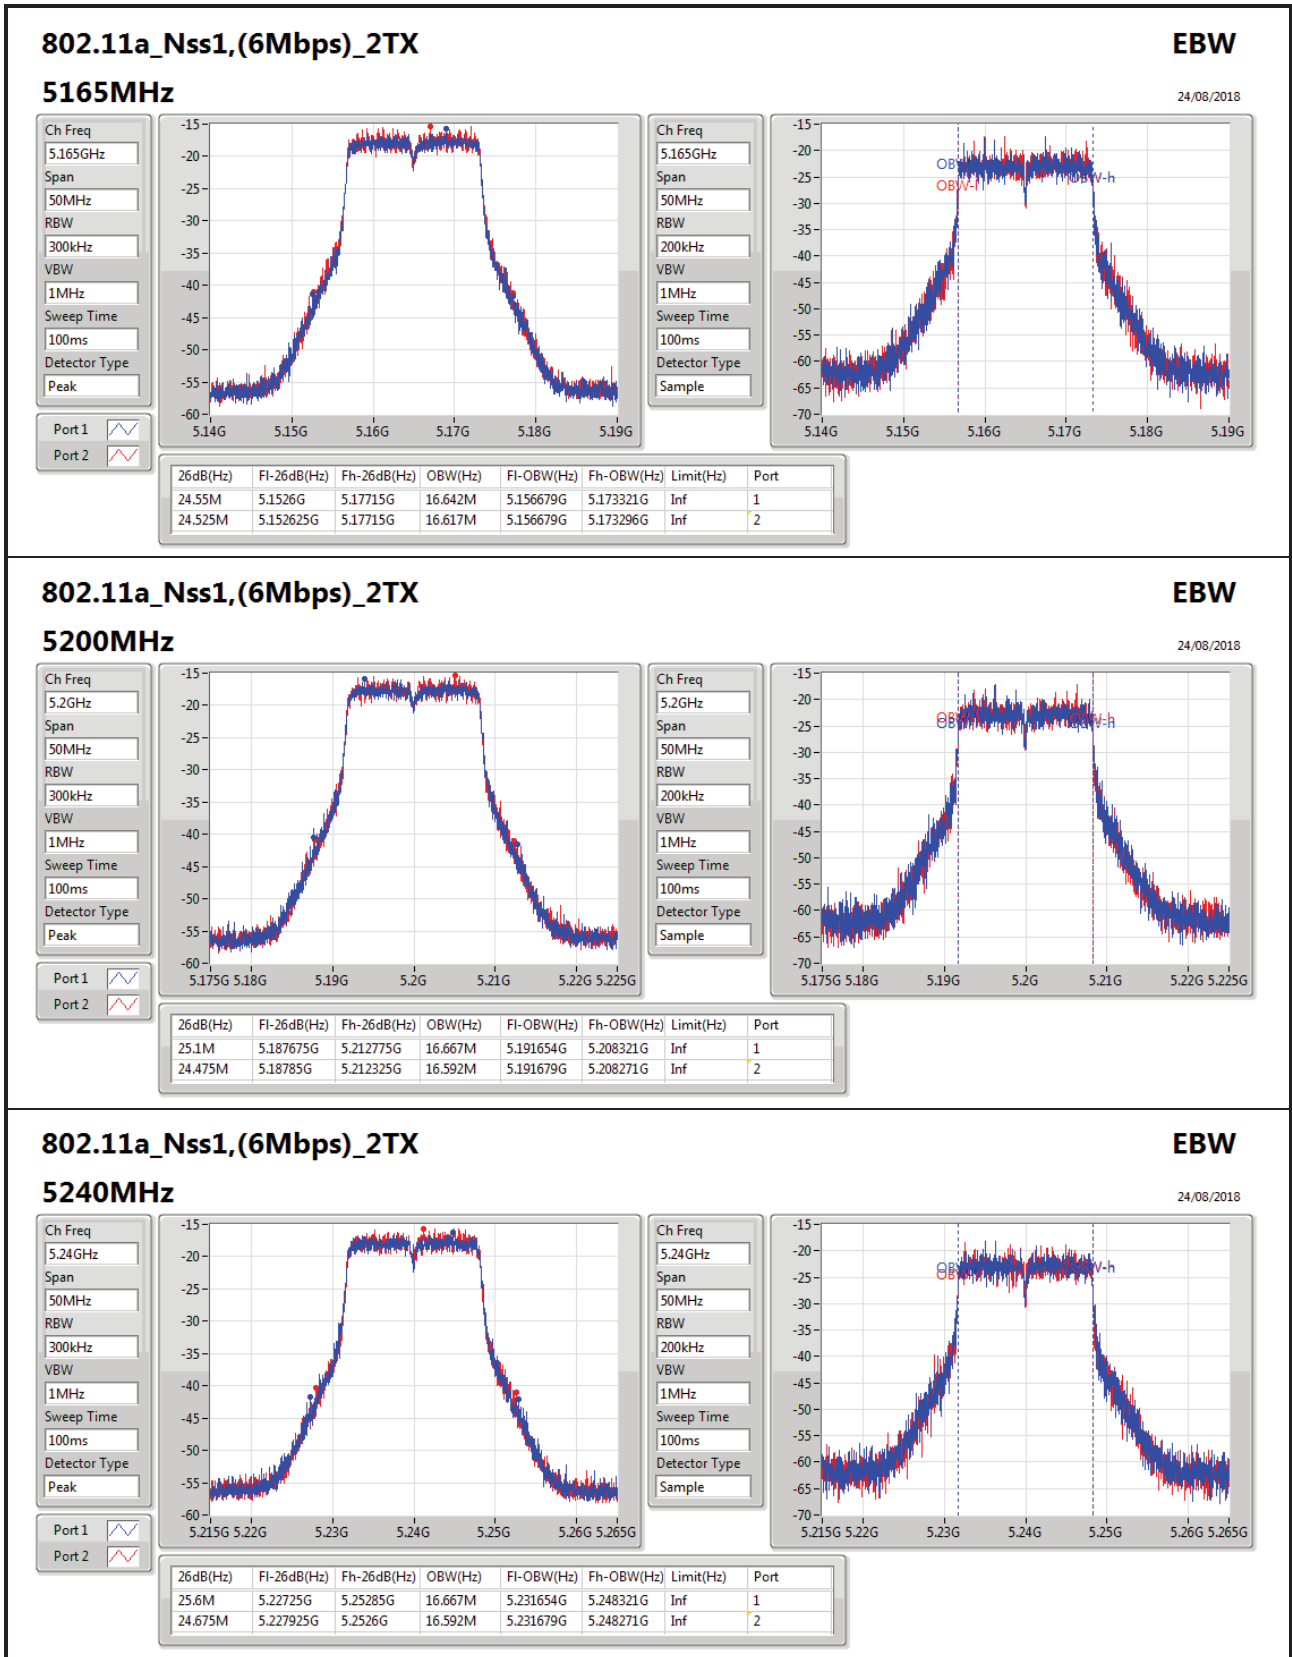 802.11a_Nss1,(6Mbps)_2TX
EBW
5165MHz
24/08/2018
Ch Freq
5.165GHz
Span
50MHz
RBW
300kHz
VBW
1MHz
Sweep Time
100ms
Detector Type
Peak
Port 1
Port 2
-15
-20
-25
-30
-35
-40
-45
-50
-55
-60
5.14G 5.15G 5.16G 5.17G 5.18G 5.19G
Ch Freq
5.165GHz
Span
50MHz
RBW
200kHz
VBW
1MHz
Sweep Time
100ms
Detector Type
Sample
-15
-20
-25
-30
-35
-40
-45
-50
-55
-60
-65
-70
5.14G 5.15G 5.16G 5.17G 5.18G 5.19G
26dB(Hz) Fl-26dB(Hz) Fh-26dB(Hz) OBW(Hz) Fl-OBW(Hz) Fh-OBW(Hz) Limit(Hz) Port
24.55M 5.1526G 5.17715G 16.642M 5.156679G 5.173321G Inf 1
24.525M 5.152625G 5.17715G 16.617M 5.156679G 5.173296G Inf 2
802.11a_Nss1,(6Mbps)_2TX
EBW
5200MHz
24/08/2018
Ch Freq
5.2GHz
Span
50MHz
RBW
300kHz
VBW
1MHz
Sweep Time
100ms
Detector Type
Peak
Port 1
Port 2
-15
-20
-25
-30
-35
-40
-45
-50
-55
-60
5.175G 5.18G 5.19G 5.2G 5.21G 5.22G 5.225G
Ch Freq
5.2GHz
Span
50MHz
RBW
200kHz
VBW
1MHz
Sweep Time
100ms
Detector Type
Sample
-15
-20
-25
-30
-35
-40
-45
-50
-55
-60
-65
-70
5.175G 5.18G 5.19G 5.2G 5.21G 5.22G 5.225G
26dB(Hz) Fl-26dB(Hz) Fh-26dB(Hz) OBW(Hz) Fl-OBW(Hz) Fh-OBW(Hz) Limit(Hz) Port
25.1M 5.187675G 5.212775G 16.667M 5.191654G 5.208321G Inf 1
24.475M 5.18785G 5.212325G 16.592M 5.191679G 5.208271G Inf 2
802.11a_Nss1,(6Mbps)_2TX
EBW
5240MHz
24/08/2018
Ch Freq
5.24GHz
Span
50MHz
RBW
300kHz
VBW
1MHz
Sweep Time
100ms
Detector Type
Peak
Port 1
Port 2
-15
-20
-25
-30
-35
-40
-45
-50
-55
-60
5.215G 5.22G 5.23G 5.24G 5.25G 5.26G 5.265G
Ch Freq
5.24GHz
Span
50MHz
RBW
200kHz
VBW
1MHz
Sweep Time
100ms
Detector Type
Sample
-15
-20
-25
-30
-35
-40
-45
-50
-55
-60
-65
-70
5.215G 5.22G 5.23G 5.24G 5.25G 5.26G 5.265G
26dB(Hz) Fl-26dB(Hz) Fh-26dB(Hz) OBW(Hz) Fl-OBW(Hz) Fh-OBW(Hz) Limit(Hz) Port
25.6M 5.22725G 5.25285G 16.667M 5.231654G 5.248321G Inf 1
24.675M 5.227925G 5.2526G 16.592M 5.231679G 5.248271G Inf 2